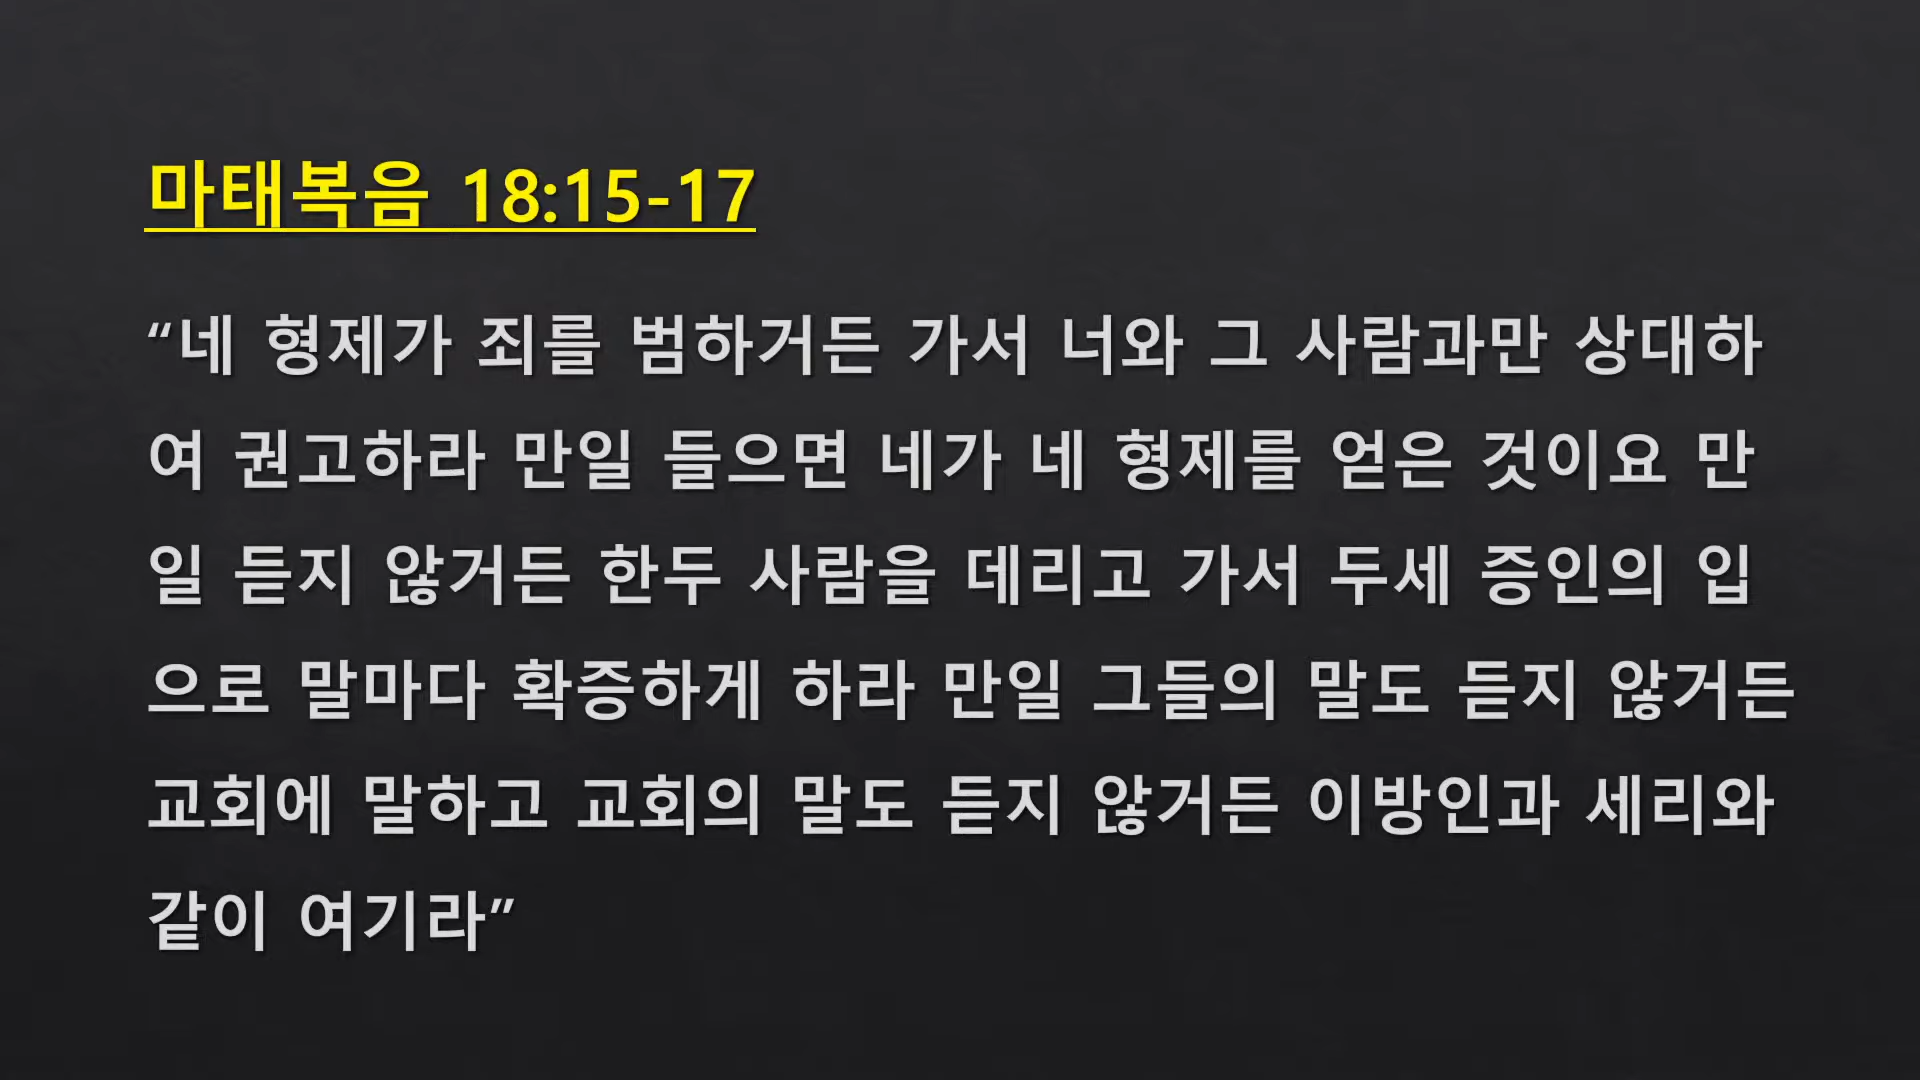 마태복음 18:15-17
“네 형제가 죄를 범하거든 가서 너와 그 사람과만 상대하
여 권고하라 만일 들으면 네가 네 형제를 얻은 것이요 만
일 듣지 않거든 한두 사람을 데리고 가서 두세 증인의 입
으로 말마다 확증하게 하라 만일 그들의 말도 듣지 않거든
교회에 말하고 교회의 말도 듣지 않거든 이방인과 세리와
같이 여기라”